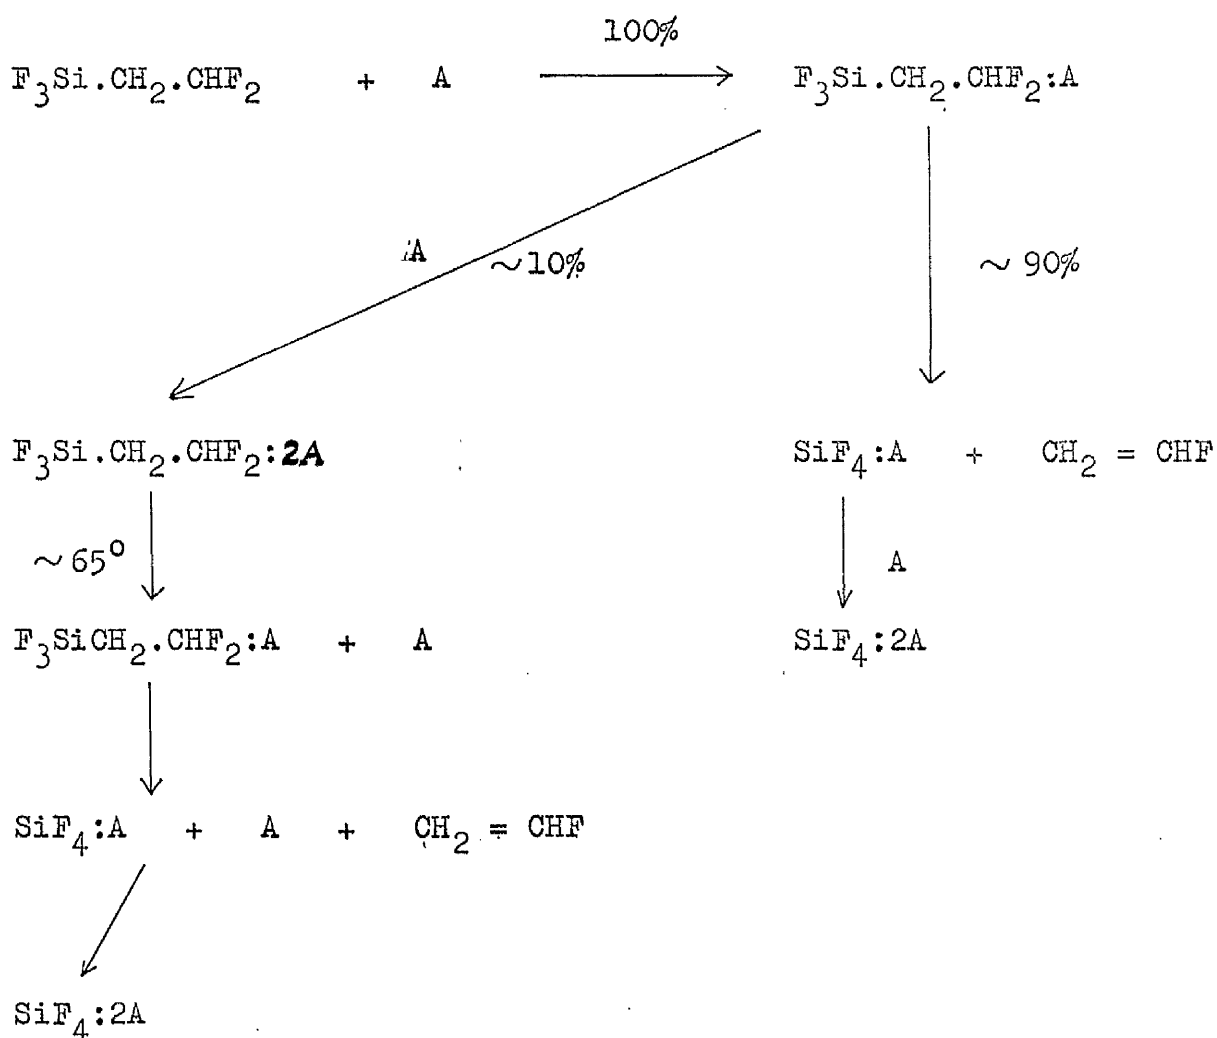 100%
F₃Si.CH₂.CHF₂ + A F₃Si.CH₂.CHF₂:A
A ~10% ~ 90%
F₃Si.CH₂.CHF₂:2A SiF₄:A + CH₂ = CHF
~65° A
F₃SiCH₂.CHF₂:A + A SiF₄:2A
SiF₄:A + A + CH₂ = CHF
SiF₄:2A